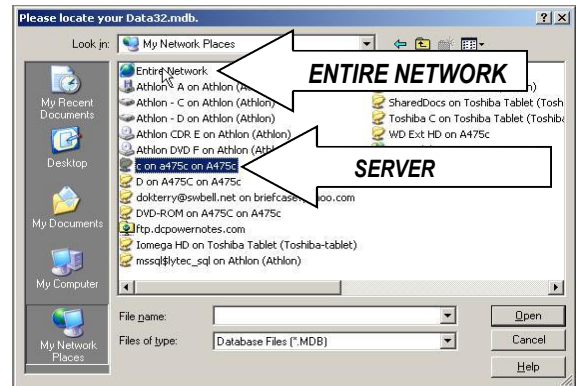 Please locate your Data32.mdb.
Look in: My Network Places
Entire Network
ENTIRE NETWORK
Athlon - A on Athlon
Athlon - C on Athlon (Athlon)
Athlon - D on Athlon (Athlon)
Athlon CDR E on Athlon (Athlon)
Athlon DVD F on Athlon
c on a475c on A475c
SERVER
D on A475C on A475c
dokterry@swbell.net on briefcase.
DVD-ROM on A475C on A475c
ftp.dcpowernotes.com
Iomega HD on Toshiba Tablet (Toshiba-tablet)
mssql$lytec_sql on Athlon (Athlon)
SharedDocs on Toshiba Tablet (Tosh
Toshiba C on Toshiba Tablet (Toshiba
WD Ext HD on A475c
My Recent
Documents
Desktop
My Documents
My Computer
My Network
Places
File name:
Open
Files of type: Database Files (*.MDB)
Cancel
Help